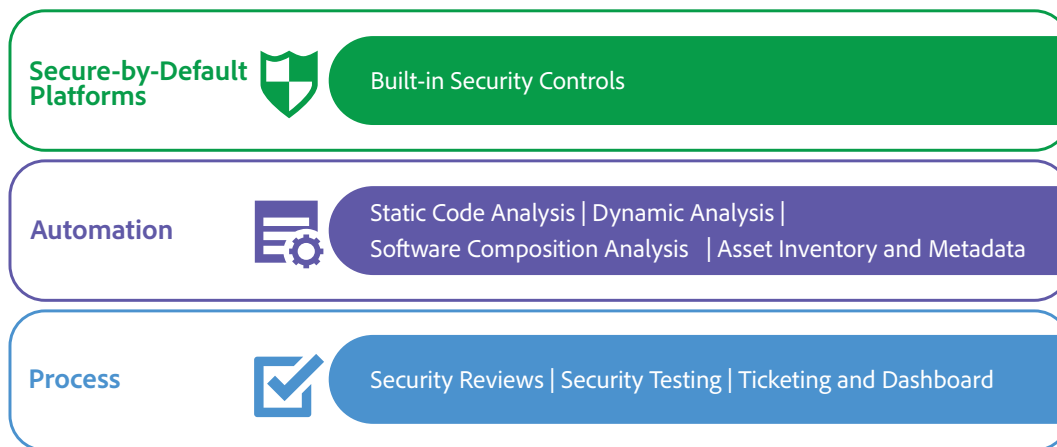 Secure-by-Default
Platforms
Built-in Security Controls
Automation
Static Code Analysis | Dynamic Analysis |
Software Composition Analysis | Asset Inventory and Metadata
Process
Security Reviews | Security Testing | Ticketing and Dashboard